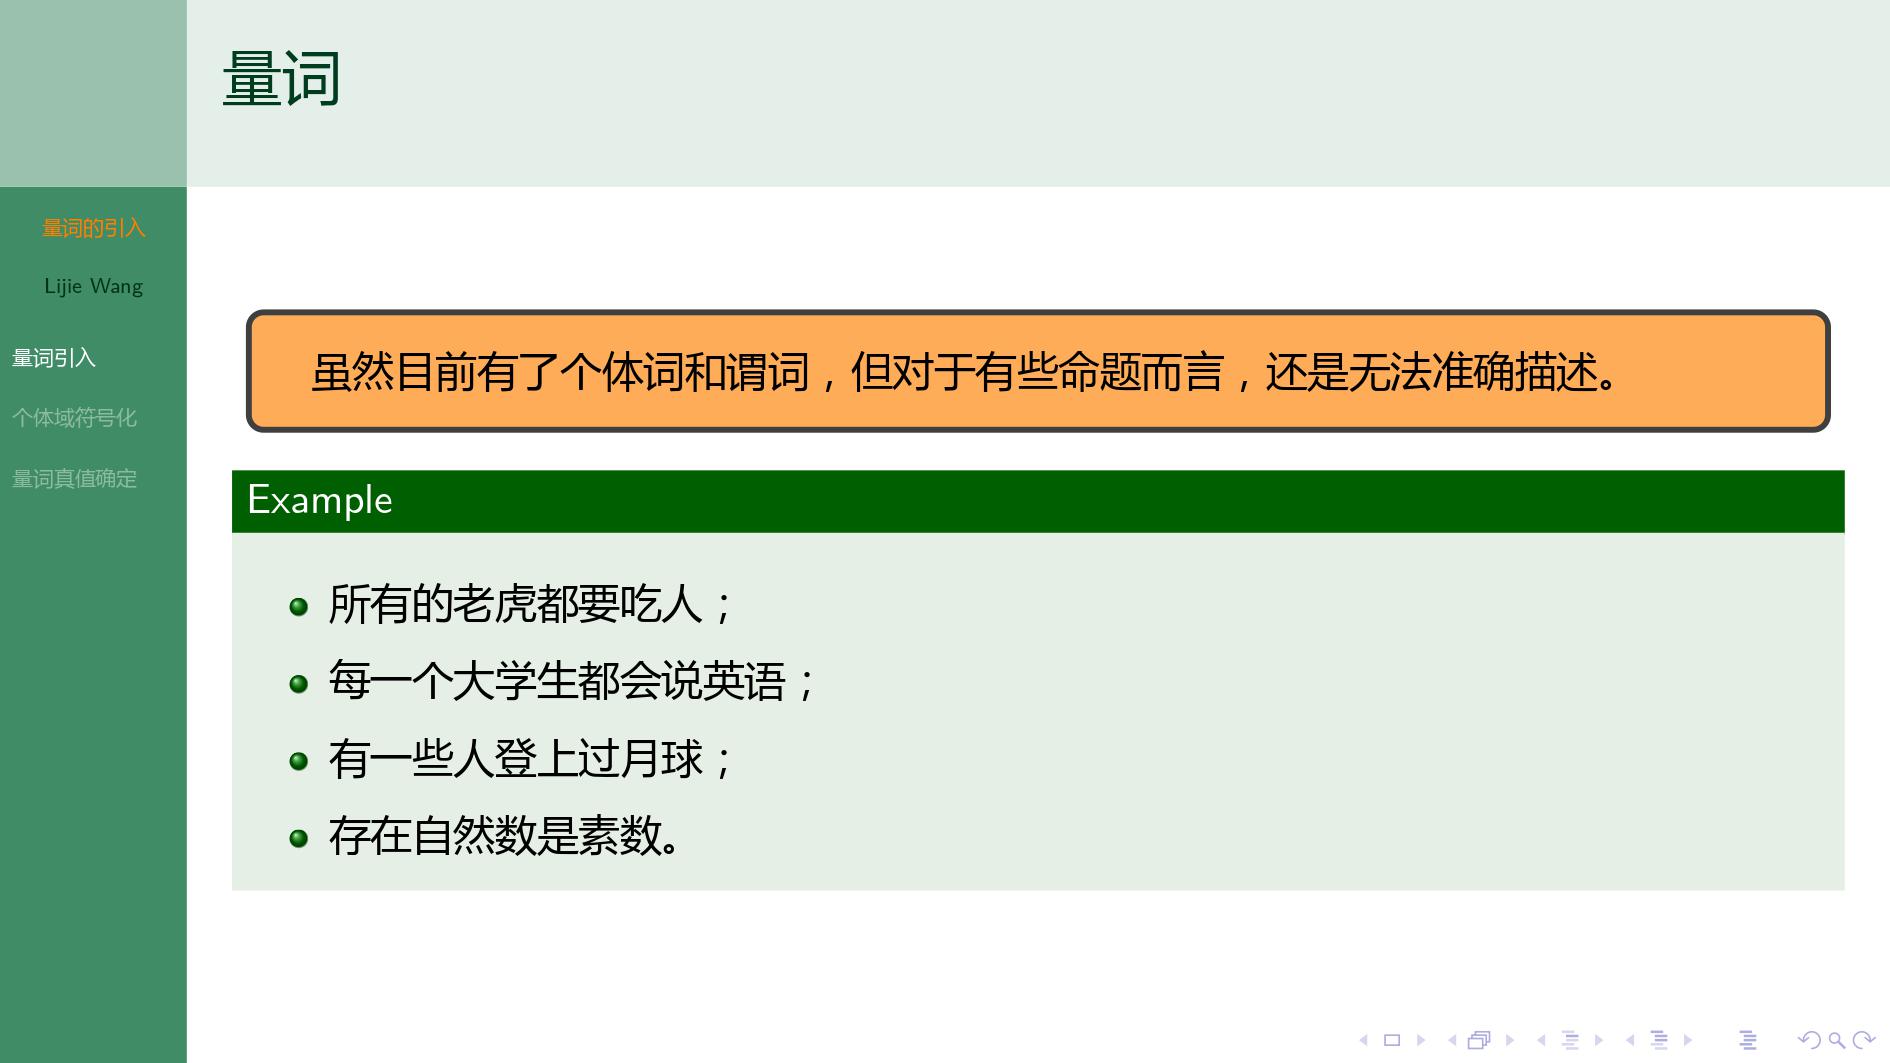 量词
量词的引入
Lijie Wang
量词引入
个体域符号化
量词真值确定
虽然目前有了个体词和谓词，但对于有些命题而言，还是无法准确描述。
Example
所有的老虎都要吃人；
每一个大学生都会说英语；
有一些人登上过月球；
存在自然数是素数。